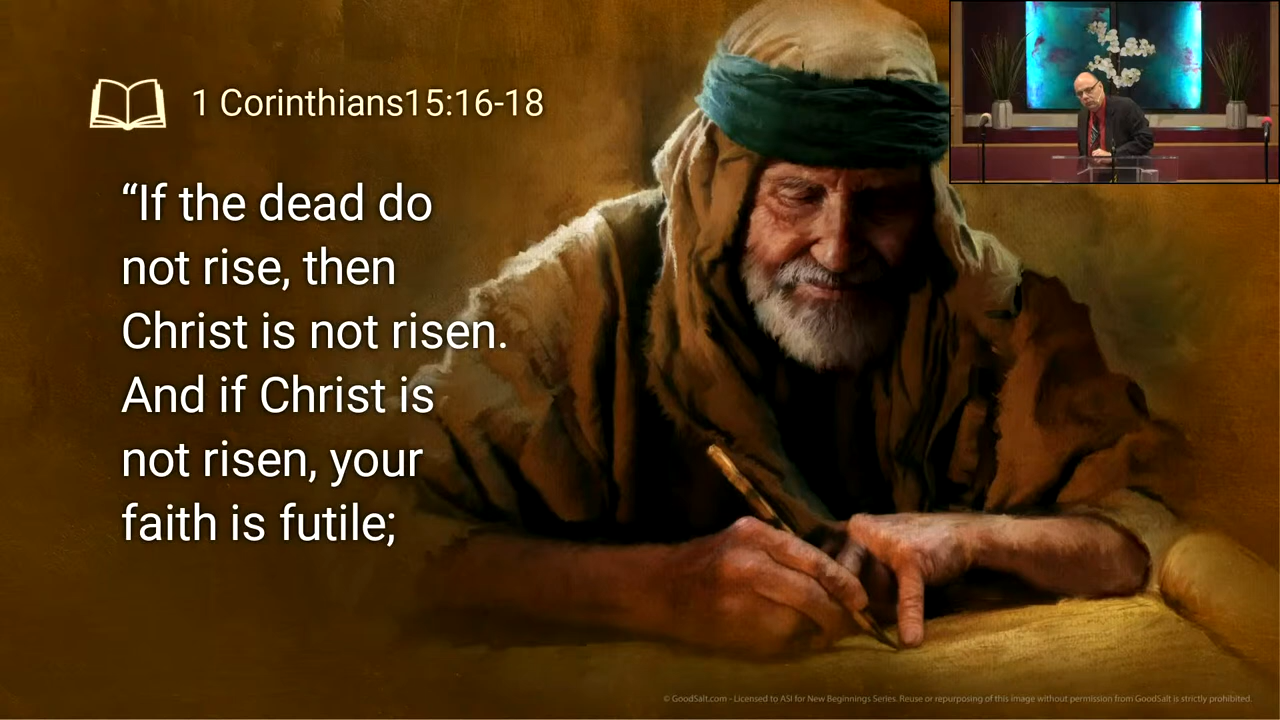 1 Corinthians15:16-18
“If the dead do
not rise, then
Christ is not risen.
And if Christ is
not risen, your
faith is futile;
© GoodSalt.com - Licensed to ASI for New Beginnings Series. Reuse or repurposing of this image without permission from GoodSalt is strictly prohibited.